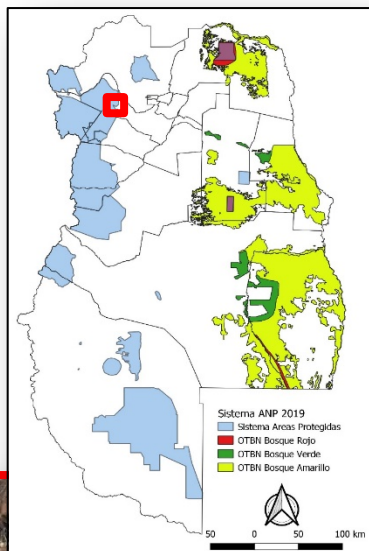 Sistema ANP 2019
Sistema Areas Protegidas
OTBN Bosque Rojo
OTBN Bosque Verde
OTBN Bosque Amarillo
50 0 50 100 km